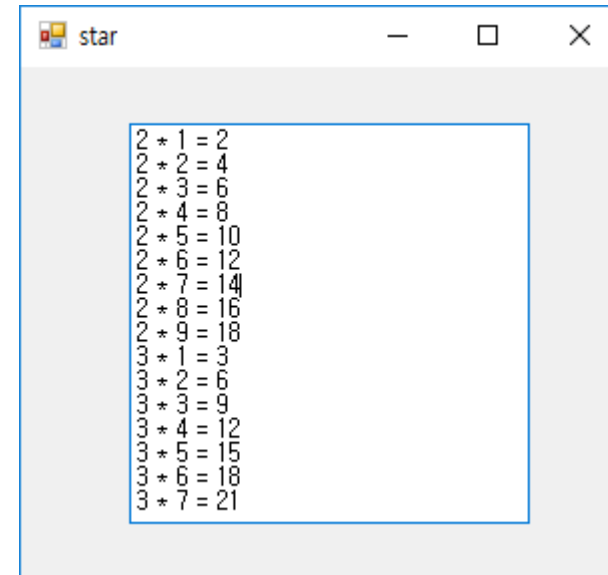 star
2 * 1 = 2
2 * 2 = 4
2 * 3 = 6
2 * 4 = 8
2 * 5 = 10
2 * 6 = 12
2 * 7 = 14
2 * 8 = 16
2 * 9 = 18
3 * 1 = 3
3 * 2 = 6
3 * 3 = 9
3 * 4 = 12
3 * 5 = 15
3 * 6 = 18
3 * 7 = 21